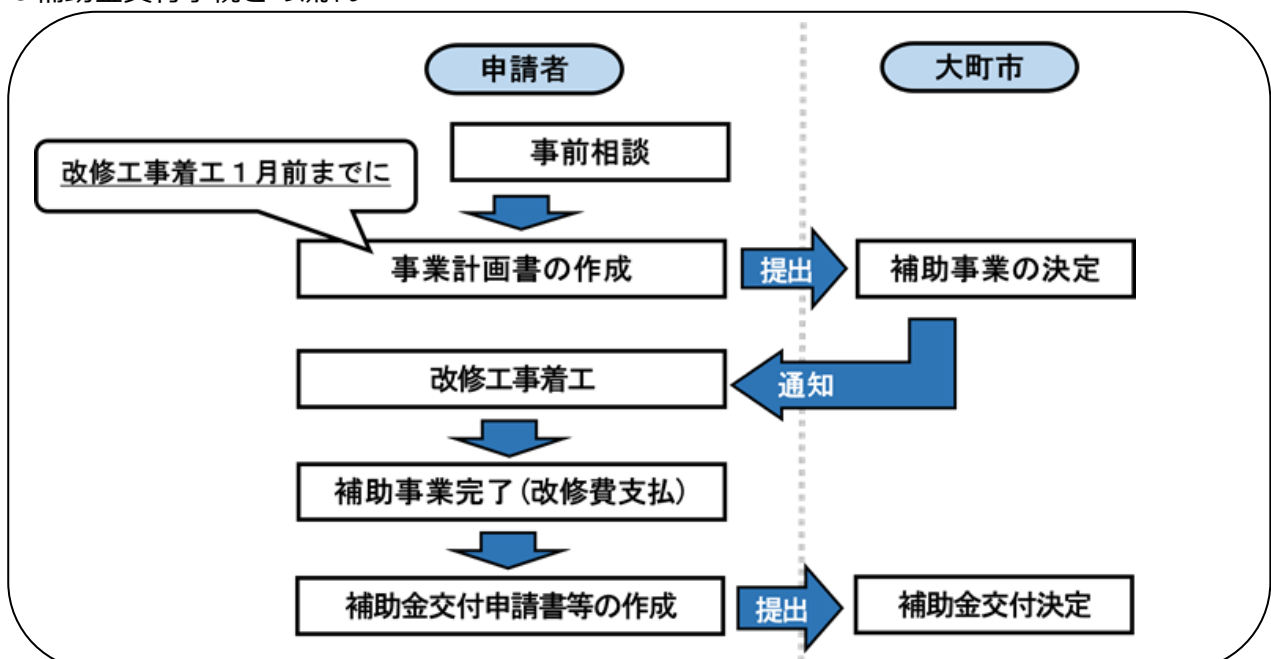 申請者
大町市
事前相談
改修工事着工1月前までに
事業計画書の作成
提出
補助事業の決定
改修工事着工
通知
補助事業完了(改修費支払)
補助金交付申請書等の作成
提出
補助金交付決定